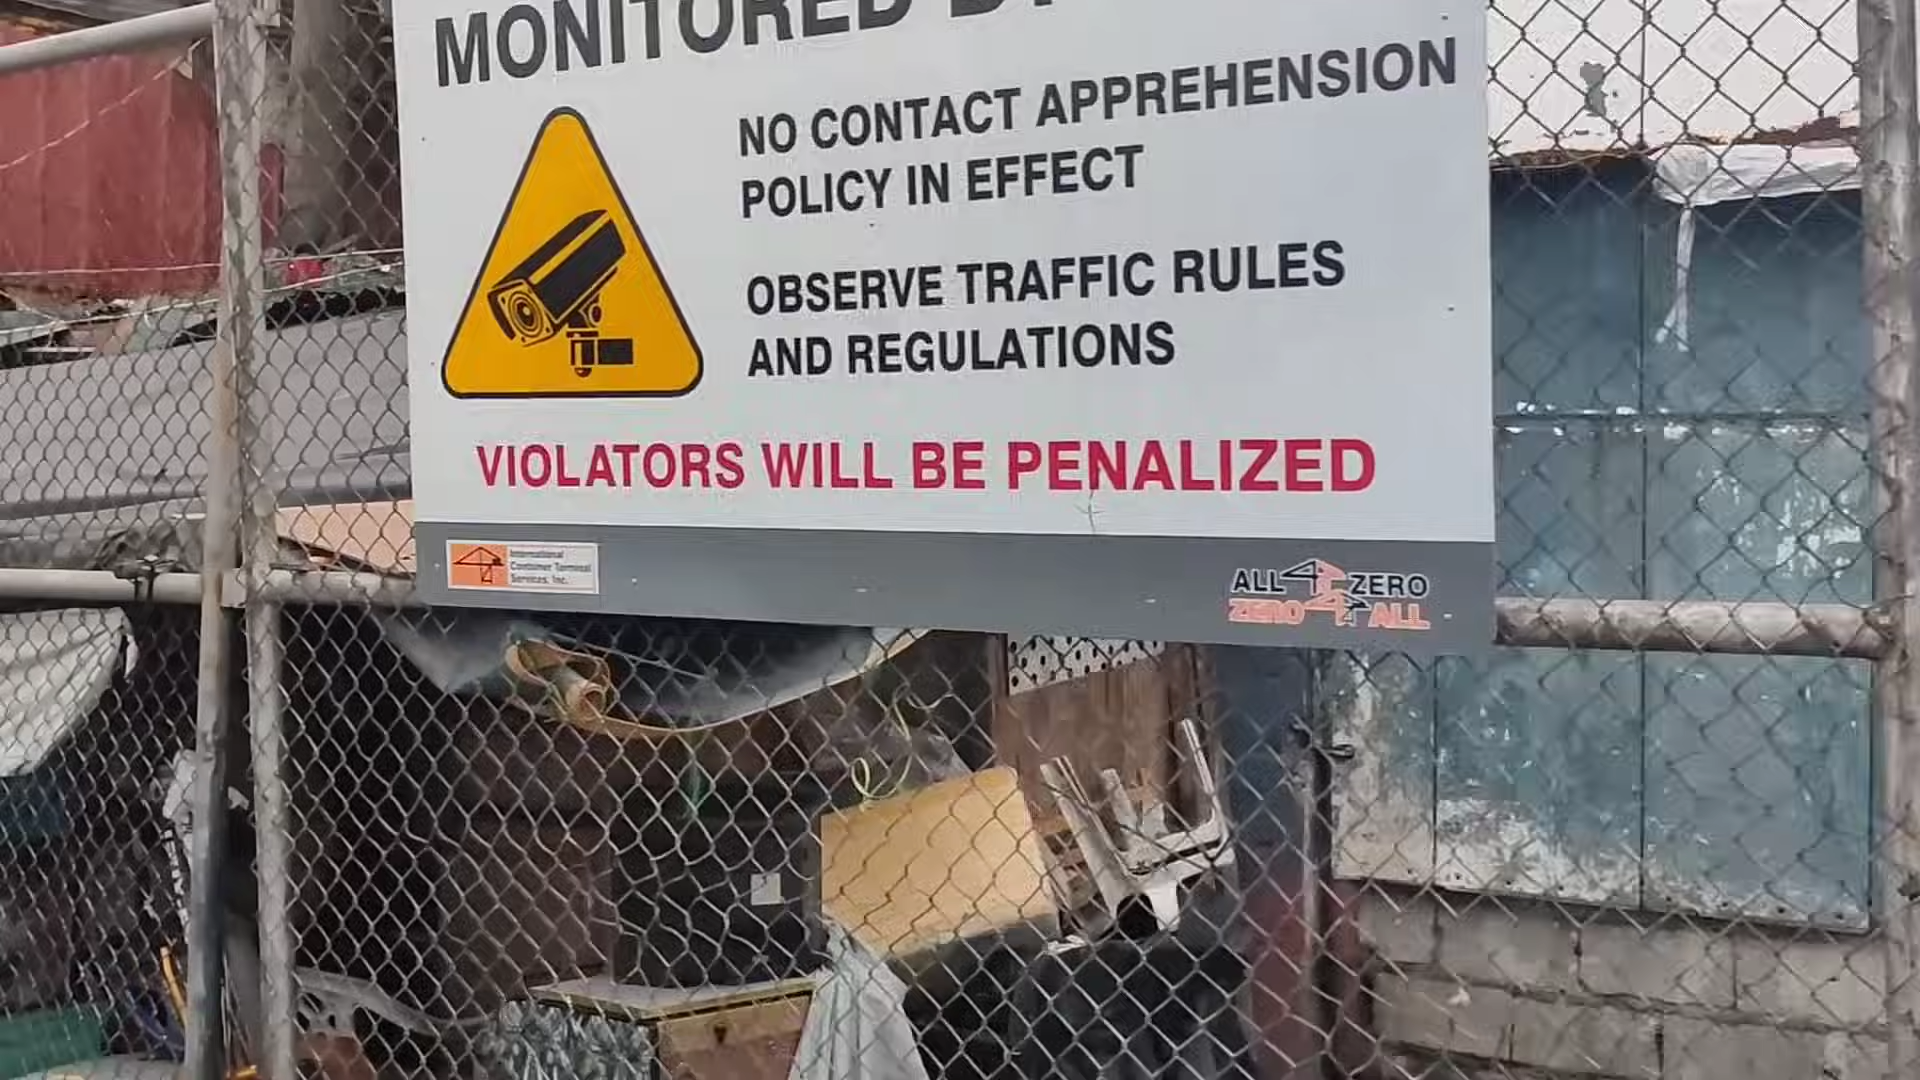 MONITORED
NO CONTACT APPREHENSION
POLICY IN EFFECT
OBSERVE TRAFFIC RULES
AND REGULATIONS
VIOLATORS WILL BE PENALIZED
International
Container Terminal
Services, Inc.
ALL 4 ZERO
ZERO 4 ALL